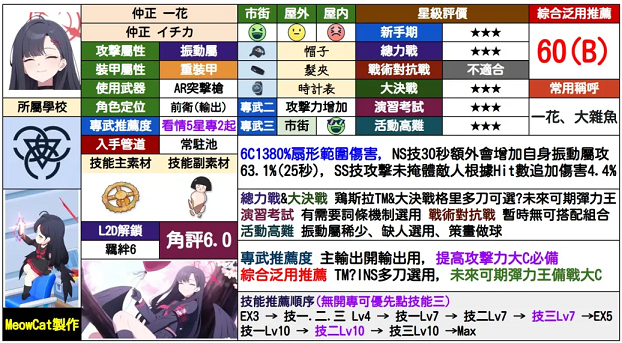 仲正 一花
仲正 イチカ
市街 屋外 屋内
星級評價
綜合泛用推薦
新手期 ★★★
60(B)
攻擊屬性 振動屬
帽子
總力戰 ★★★
裝甲屬性 重裝甲
髮夾
戰術對抗戰 不適合
使用武器 AR突擊槍
時計表
大決戰 ★★★
常用稱呼
所屬學校
角色定位 前衛(輸出)
專武二 攻擊力增加
演習考試 ★★★
一花、大雜魚
專武推薦度 看情5星專2起
專武三 市街
活動高難 ★★★
入手管道 常駐池
技能主素材 技能副素材
6C1380%扇形範圍傷害, NS技30秒額外會增加自身振動屬攻
63.1%(25秒), SS技攻擊未掩體敵人根據Hit數追加傷害4.4%
總力戰&大決戰 鶏斯拉TM&大決戰格里多刀可選?未來可期彈力王
演習考試 有需要詞條機制選用 戰術對抗戰 暫時無可搭配組合
活動高難 振動屬稀少、缺人選用、策畫做球
L2D解鎖
羈絆6
角評6.0
專武推薦度 主輸出開輸出用, 提高攻擊力大C必備
綜合泛用推薦 TM?INS多刀選用, 未來可期彈力王備戰大C
技能推薦順序(無開專可優先點技能三)
EX3 → 技一.二.三 Lv4 → 技一Lv7 → 技二Lv7 → 技三Lv7 →EX5
技一Lv10 → 技二Lv10 → 技三Lv10 →Max
MeowCat製作